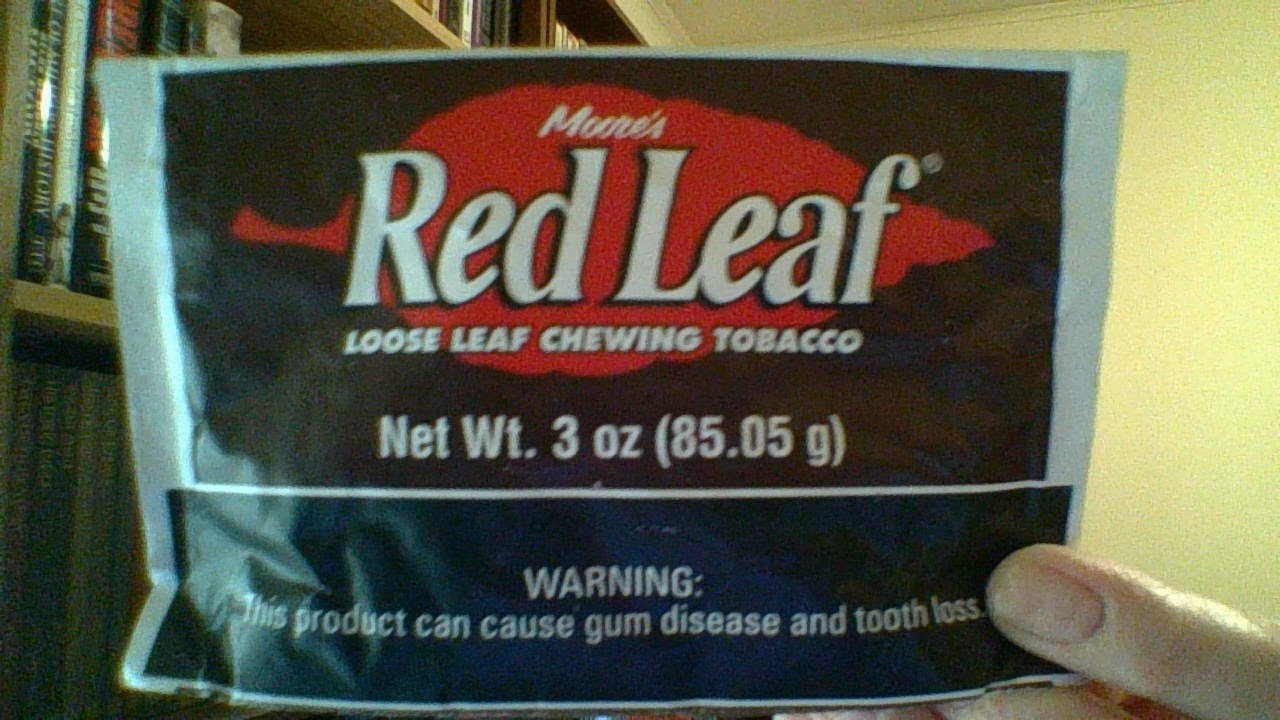 Moore's
Red Leaf®
LOOSE LEAF CHEWING TOBACCO
Net Wt. 3 oz (85.05 g)
WARNING:
This product can cause gum disease and tooth loss.